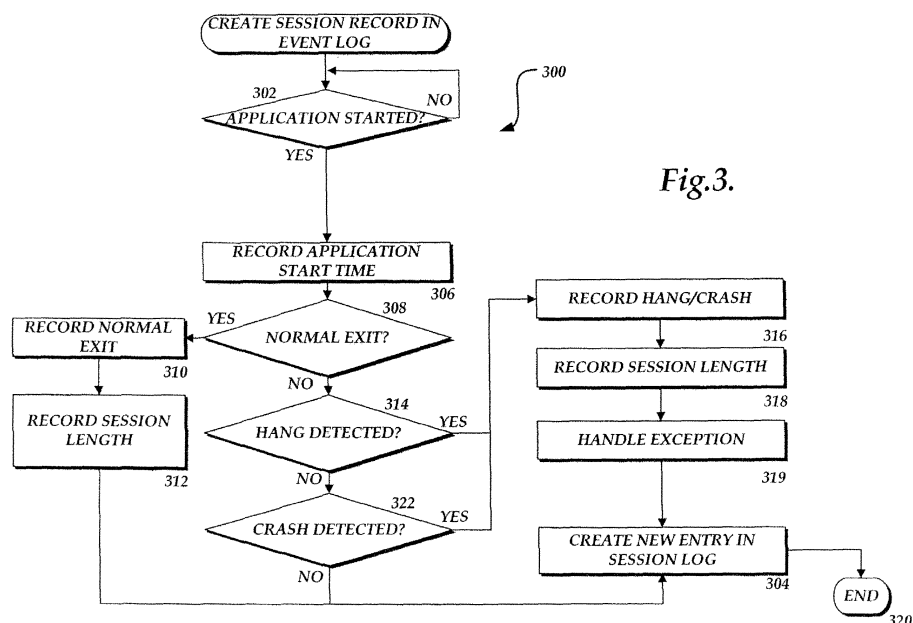 CREATE SESSION RECORD IN
EVENT LOG
300
302
NO
APPLICATION STARTED?
YES
Fig.3.
RECORD APPLICATION
START TIME
306
308
YES
NORMAL EXIT?
NO
RECORD NORMAL
EXIT
310
RECORD SESSION
LENGTH
312
314
YES
HANG DETECTED?
NO
322
YES
CRASH DETECTED?
NO
RECORD HANG/CRASH
316
RECORD SESSION LENGTH
318
HANDLE EXCEPTION
319
CREATE NEW ENTRY IN
SESSION LOG
304
END
320